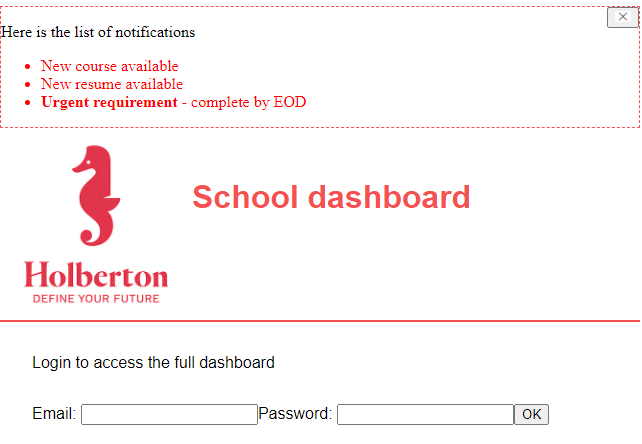 Here is the list of notifications
New course available
New resume available
Urgent requirement - complete by EOD
School dashboard
Holberton
DEFINE YOUR FUTURE
Login to access the full dashboard
Email: Password: OK